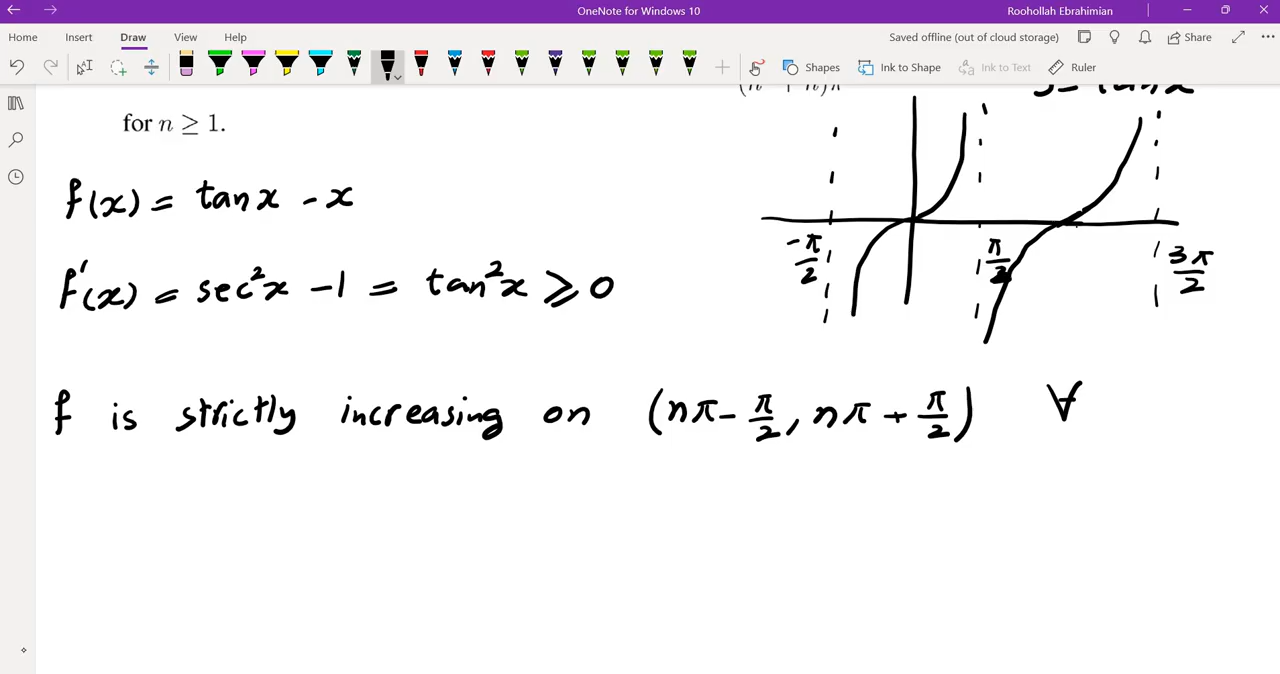 OneNote for Windows 10
Roohollah Ebrahimian
Home Insert Draw View Help
Saved offline (out of cloud storage) Share
Shapes Ink to Shape Ink to Text Ruler
for n ≥ 1.
f(x) = tan x - x
f'(x) = sec²x - 1 = tan²x ⩾ 0
-π/2 π/2 3π/2
f is strictly increasing on (nπ - π/2, nπ + π/2) ∀